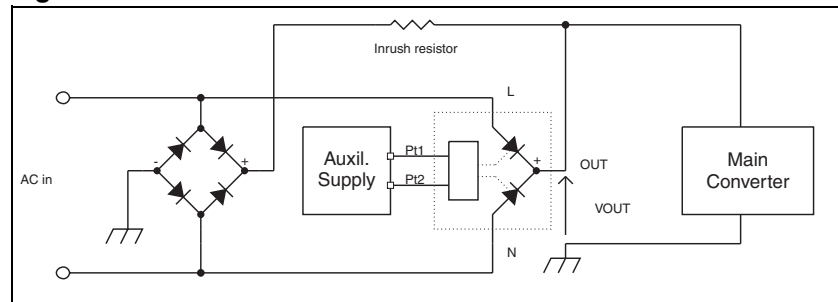 Inrush resistor
L
AC in
-
+
Auxil.
Supply
Pt1
Pt2
+
OUT
VOUT
N
Main
Converter